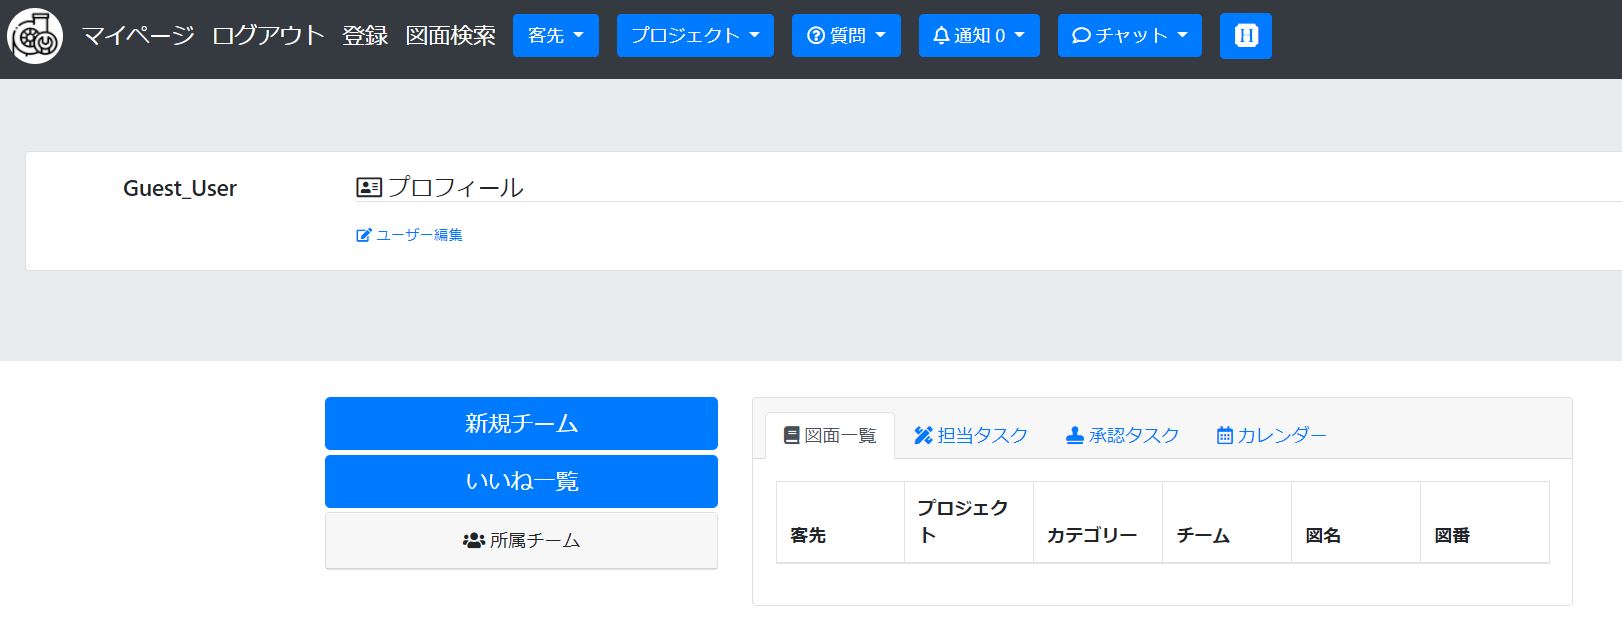 マイページ ログアウト 登録 図面検索 客先 プロジェクト 質問 通知 0 チャット H
Guest_User
プロフィール
ユーザー編集
新規チーム
いいね一覧
所属チーム
図面一覧 担当タスク 承認タスク カレンダー
客先 プロジェクト カテゴリー チーム 図名 図番